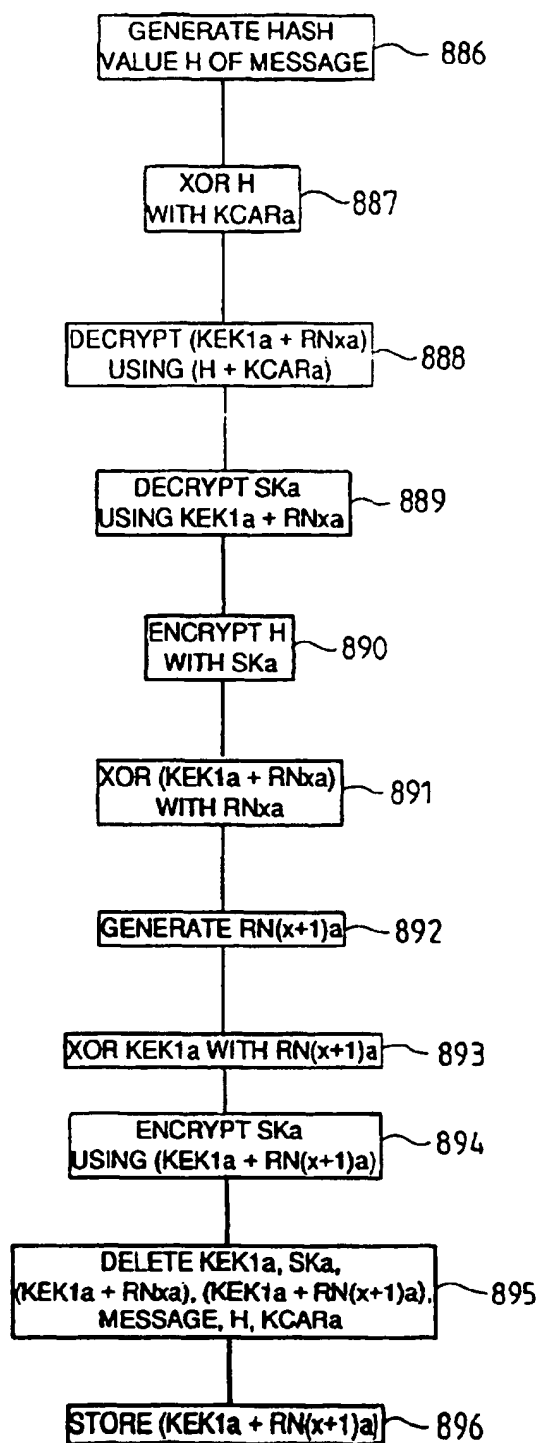 GENERATE HASH
VALUE H OF MESSAGE
886
XOR H
WITH KCARa
887
DECRYPT (KEK1a + RNxa)
USING (H + KCARa)
888
DECRYPT SKa
USING KEK1a + RNxa
889
ENCRYPT H
WITH SKa
890
XOR (KEK1a + RNxa)
WITH RNxa
891
GENERATE RN(x+1)a
892
XOR KEK1a WITH RN(x+1)a
893
ENCRYPT SKa
USING (KEK1a + RN(x+1)a)
894
DELETE KEK1a, SKa,
(KEK1a + RNxa), (KEK1a + RN(x+1)a),
MESSAGE, H, KCARa
895
STORE (KEK1a + RN(x+1)a)
896